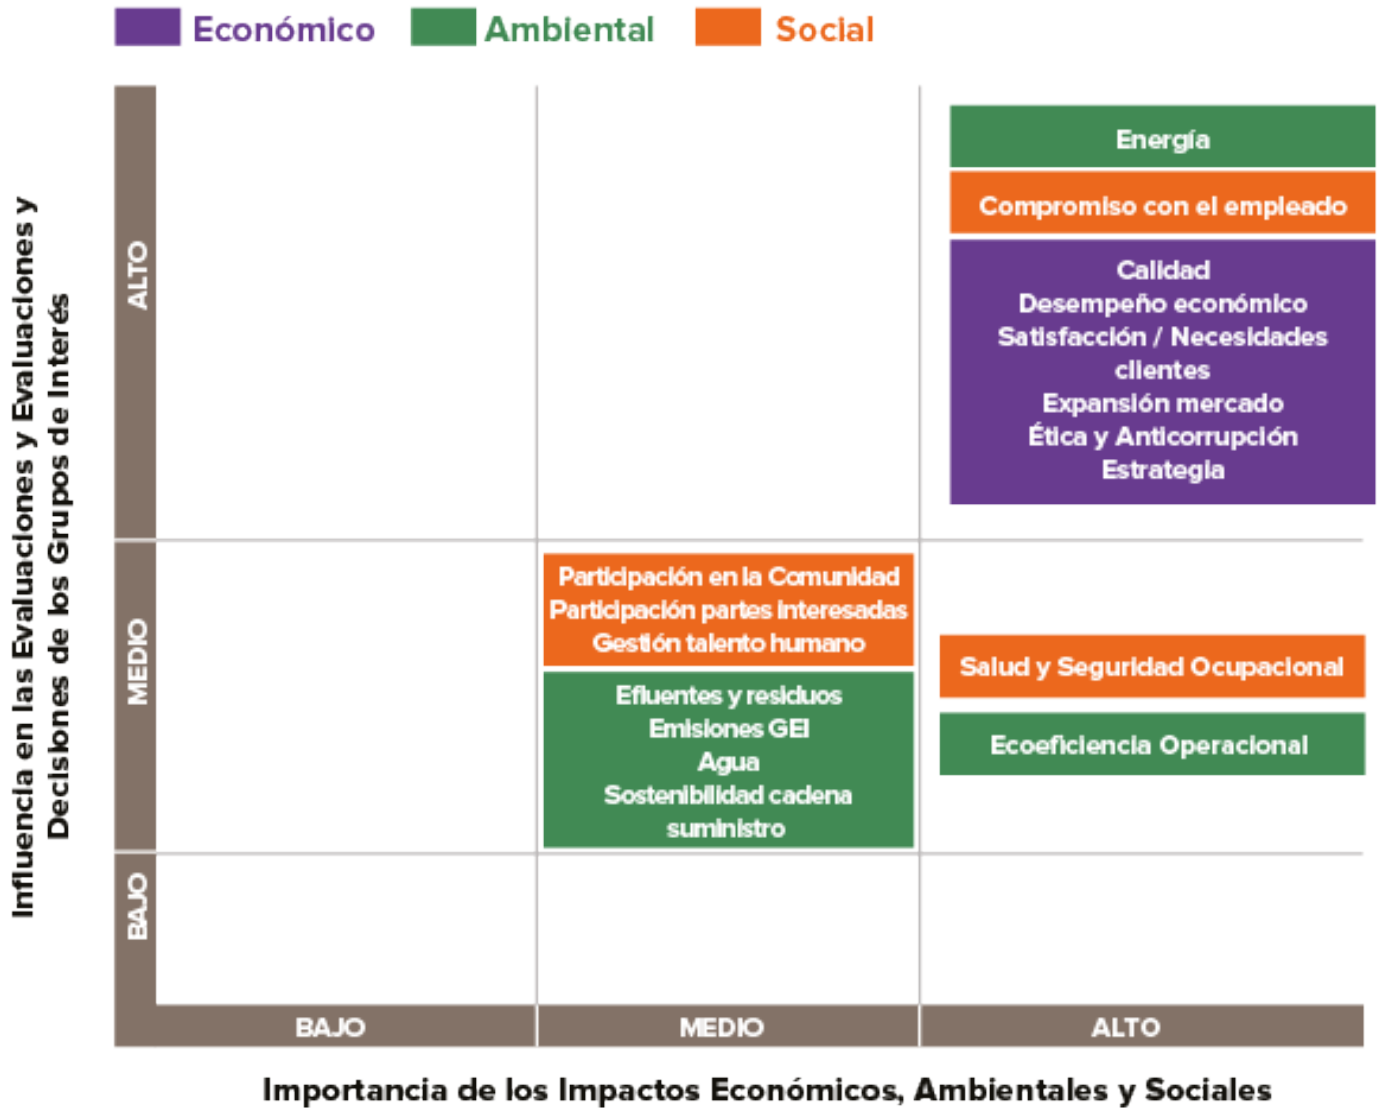 Económico
Ambiental
Social
Influencia en las Evaluaciones y Evaluaciones y
Decisiones de los Grupos de Interés
ALTO
Energía
Compromiso con el empleado
Calidad
Desempeño económico
Satisfacción / Necesidades
clientes
Expansión mercado
Ética y Anticorrupción
Estrategia
MEDIO
Participación en la Comunidad
Participación partes interesadas
Gestión talento humano
Efluentes y residuos
Emisiones GEI
Agua
Sostenibilidad cadena
suministro
Salud y Seguridad Ocupacional
Ecoeficiencia Operacional
BAJO
BAJO
MEDIO
ALTO
Importancia de los Impactos Económicos, Ambientales y Sociales